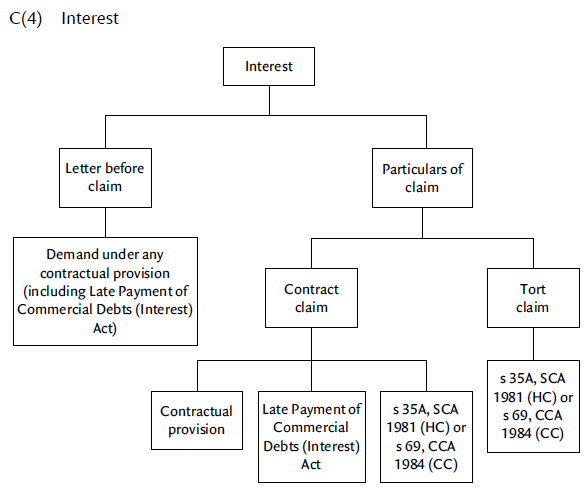 C(4) Interest
Interest
Letter before
claim
Particulars of
claim
Demand under any
contractual provision
(including Late Payment of
Commercial Debts (Interest)
Act)
Contract
claim
Tort
claim
Contractual
provision
Late Payment of
Commercial
Debts (Interest)
Act
s 35A, SCA
1981 (HC) or
s 69, CCA
1984 (CC)
s 35A, SCA
1981 (HC) or
s 69, CCA
1984 (CC)